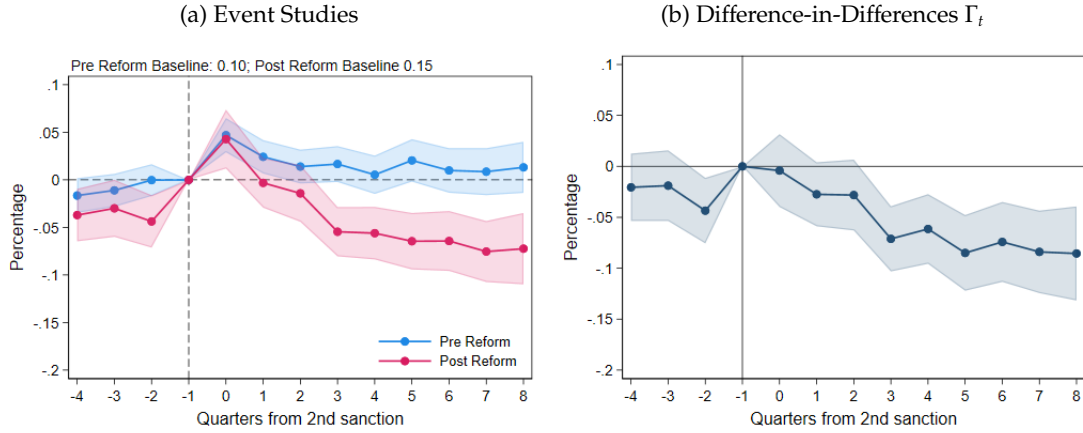 (a) Event Studies
Pre Reform Baseline: 0.10; Post Reform Baseline 0.15
Percentage
.1
.05
0
-.05
-.1
-.15
-.2
Pre Reform
Post Reform
-4 -3 -2 -1 0 1 2 3 4 5 6 7 8
Quarters from 2nd sanction
(b) Difference-in-Differences Γt
Percentage
.1
.05
0
-.05
-.1
-.15
-.2
-4 -3 -2 -1 0 1 2 3 4 5 6 7 8
Quarters from 2nd sanction